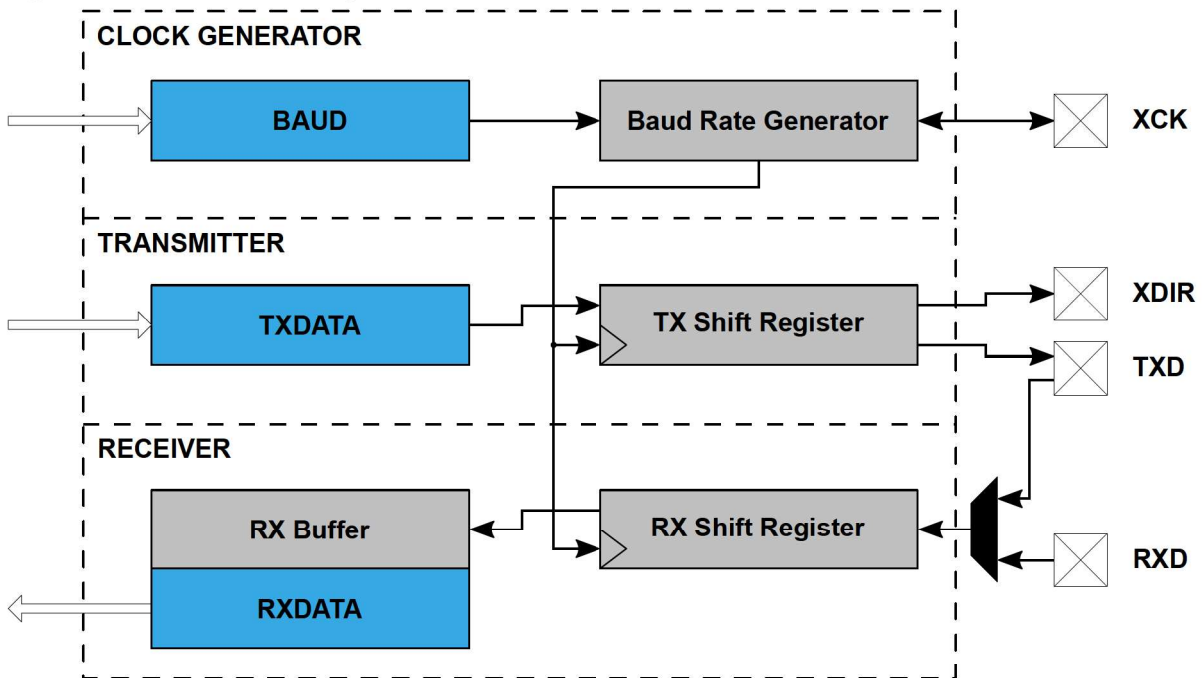 CLOCK GENERATOR
BAUD
Baud Rate Generator
XCK
TRANSMITTER
TXDATA
TX Shift Register
XDIR
TXD
RECEIVER
RX Buffer
RX Shift Register
RXD
RXDATA